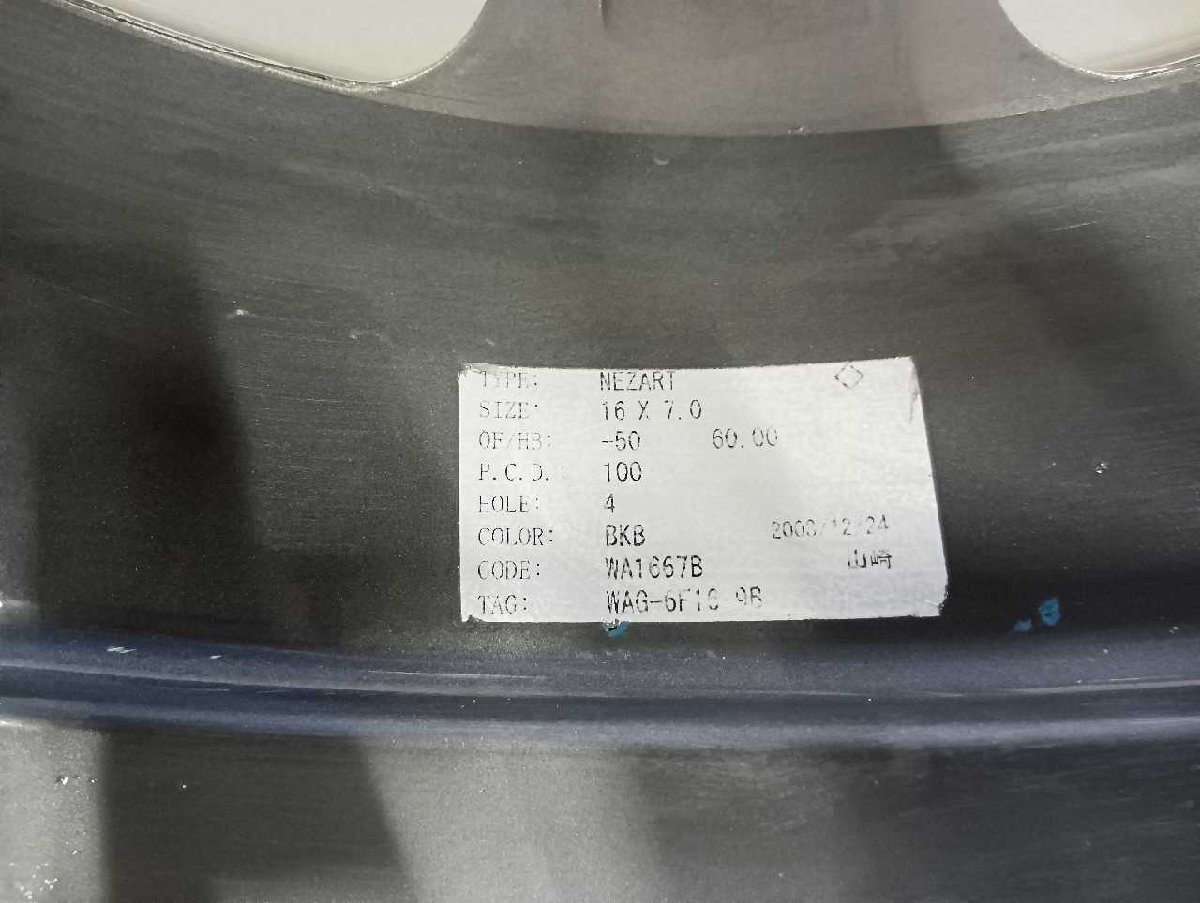 TYPE: NEZART
SIZE: 16 X 7.0
OF/HB: -50 60.00
P.C.D. 100
HOLE: 4
COLOR: BKB
CODE: WA1667B 山崎
TAG: